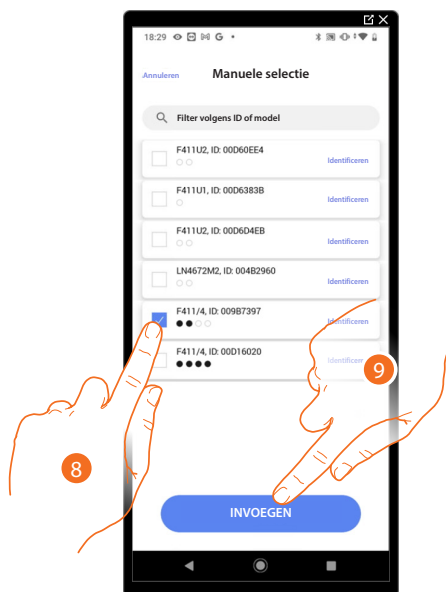 18:29 G
Annuleren Manuele selectie
Filter volgens ID of model
F411U2, ID: 00D60EE4
Identificeren
F411U1, ID: 00D6383B
Identificeren
F411U2, ID: 00D6D4EB
Identificeren
LN4672M2, ID: 004B2960
Identificeren
F411/4, ID: 009B7397
Identificeren
F411/4, ID: 00D16020
Identificeren
9
8
INVOEGEN